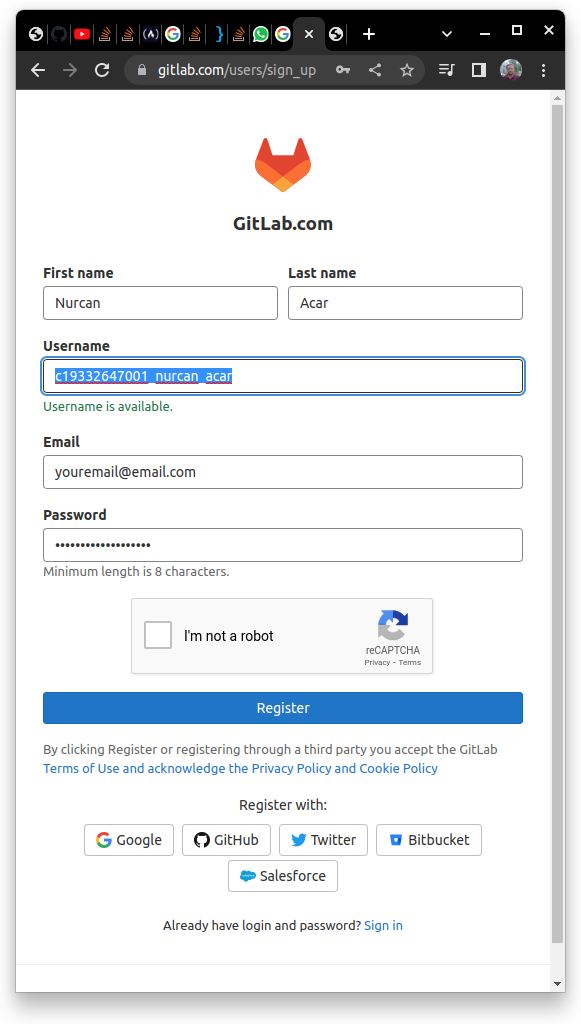 gitlab.com/users/sign_up
GitLab.com
First name
Last name
Nurcan
Acar
Username
c19332647001_nurcan_acar
Username is available.
Email
youremail@email.com
Password
•••••••••••••••••••
Minimum length is 8 characters.
I'm not a robot
reCAPTCHA
Privacy - Terms
Register
By clicking Register or registering through a third party you accept the GitLab
Terms of Use and acknowledge the Privacy Policy and Cookie Policy
Register with:
Google
GitHub
Twitter
Bitbucket
Salesforce
Already have login and password? Sign in